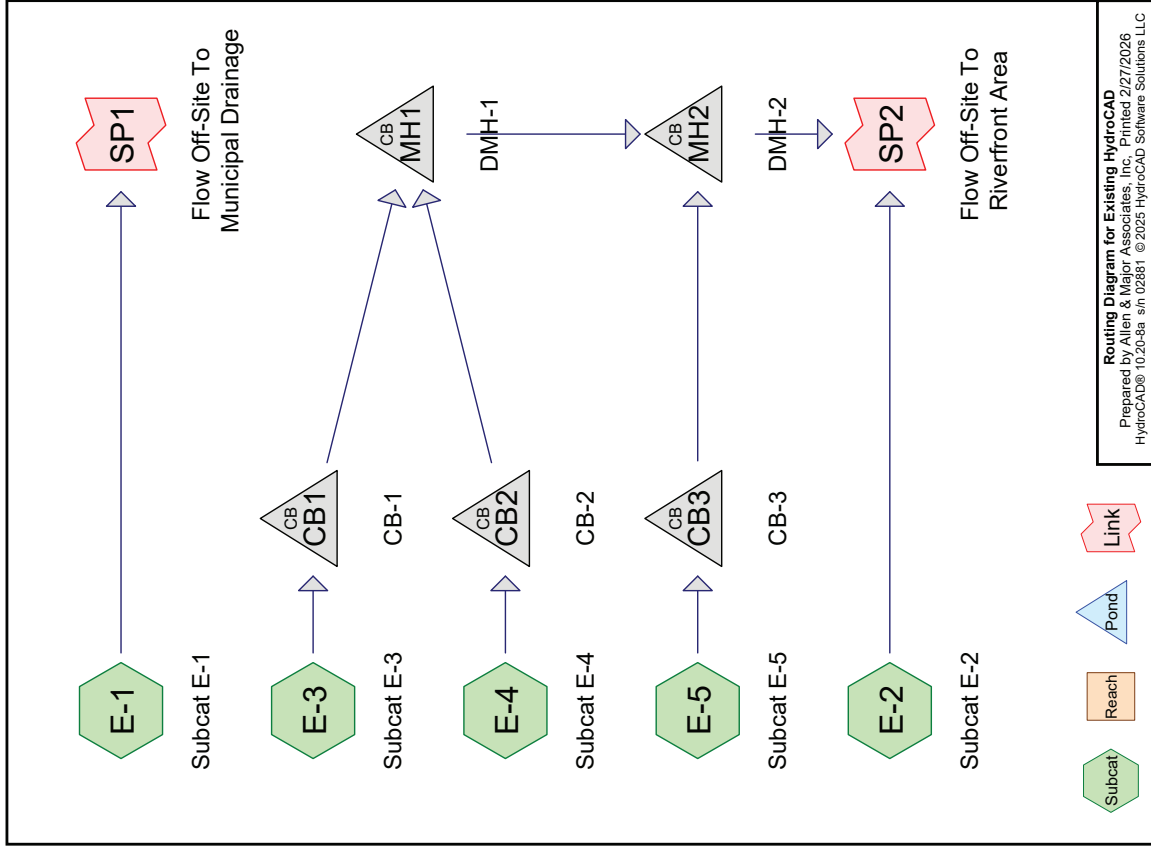 E-1
Subcat E-1
SP1
Flow Off-Site To
Municipal Drainage
E-3
Subcat E-3
CB
CB1
CB-1
CB
MH1
DMH-1
E-4
Subcat E-4
CB
CB2
CB-2
E-5
Subcat E-5
CB
CB3
CB-3
CB
MH2
DMH-2
E-2
Subcat E-2
SP2
Flow Off-Site To
Riverfront Area
Subcat
Reach
Pond
Link
Routing Diagram for Existing HydroCAD
Prepared by Allen & Major Associates, Inc, Printed 2/27/2026
HydroCAD® 10.20-8a s/n 02881 © 2025 HydroCAD Software Solutions LLC